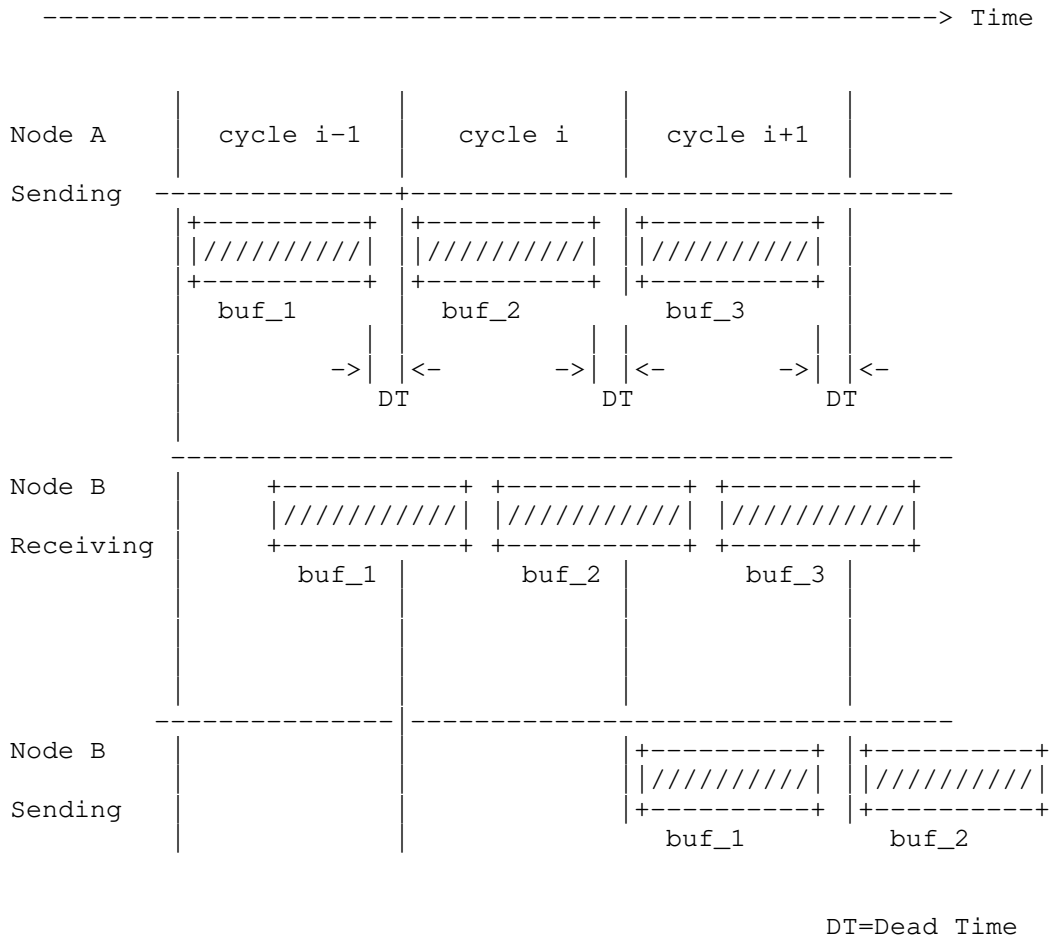 Time
Node A cycle i-1 cycle i cycle i+1
Sending
buf_1 buf_2 buf_3
DT DT DT
Node B
Receiving
buf_1 buf_2 buf_3
Node B
Sending
buf_1 buf_2
DT=Dead Time